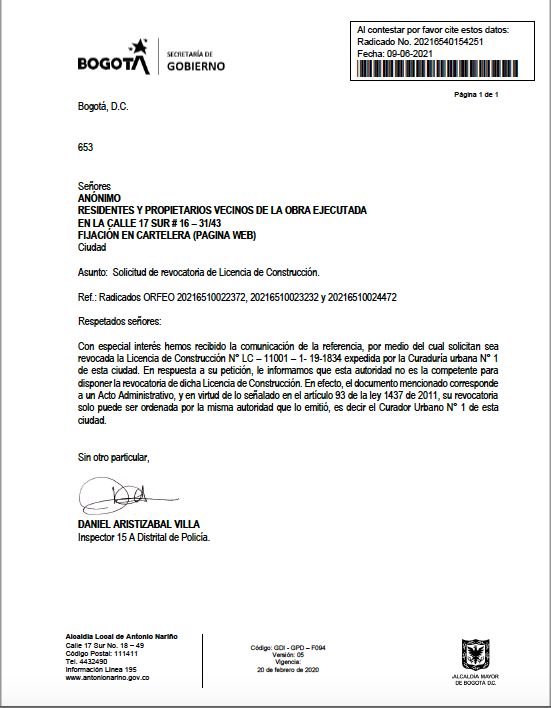 Al contestar por favor cite estos datos:
Radicado No. 20216540154251
Fecha: 09-06-2021
BOGOTÁ
SECRETARÍA DE
GOBIERNO
Página 1 de 1
Bogotá, D.C.
653
Señores
ANÓNIMO
RESIDENTES Y PROPIETARIOS VECINOS DE LA OBRA EJECUTADA
EN LA CALLE 17 SUR # 16 – 31/43
FIJACIÓN EN CARTELERA (PAGINA WEB)
Ciudad
Asunto: Solicitud de revocatoria de Licencia de Construcción.
Ref.: Radicados ORFEO 20216510022372, 20216510023232 y 20216510024472
Respetados señores:
Con especial interés hemos recibido la comunicación de la referencia, por medio del cual solicitan sea
revocada la Licencia de Construcción N° LC – 11001 – 1- 19-1834 expedida por la Curaduría urbana N° 1
de esta ciudad. En respuesta a su petición, le informamos que esta autoridad no es la competente para
disponer la revocatoria de dicha Licencia de Construcción. En efecto, el documento mencionado corresponde
a un Acto Administrativo, y en virtud de lo señalado en el artículo 93 de la ley 1437 de 2011, su revocatoria
solo puede ser ordenada por la misma autoridad que lo emitió, es decir el Curador Urbano N° 1 de esta
ciudad.
Sin otro particular,
DANIEL ARISTIZABAL VILLA
Inspector 15 A Distrital de Policía.
Alcaldía Local de Antonio Nariño
Calle 17 Sur No. 18 – 49
Código Postal: 111411
Tel. 4432490
Información Línea 195
www.antonionarino.gov.co
Código: GDI - GPD – F094
Versión: 05
Vigencia:
20 de febrero de 2020
ALCALDÍA MAYOR
DE BOGOTÁ D.C.